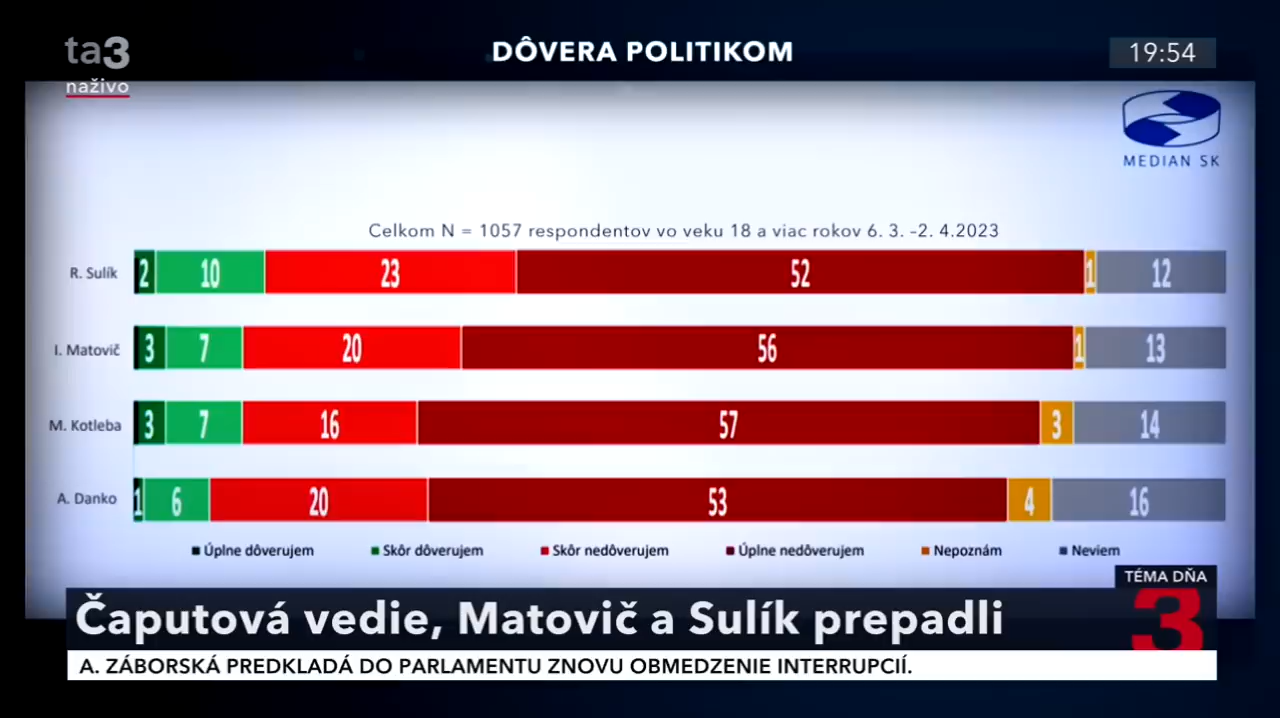 ta3
naživo
DÔVERA POLITIKOM
19:54
MEDIAN SK
Celkom N = 1057 respondentov vo veku 18 a viac rokov 6. 3. –2. 4.2023
R. Sulík 2 10 23 52 1 12
I. Matovič 3 7 20 56 1 13
M. Kotleba 3 7 16 57 3 14
A. Danko 1 6 20 53 4 16
Úplne dôverujem Skôr dôverujem Skôr nedôverujem Úplne nedôverujem Nepoznám Neviem
TÉMA DŇA
3
Čaputová vedie, Matovič a Sulík prepadli
A. ZÁBORSKÁ PREDKLADÁ DO PARLAMENTU ZNOVU OBMEDZENIE INTERRUPCIÍ.